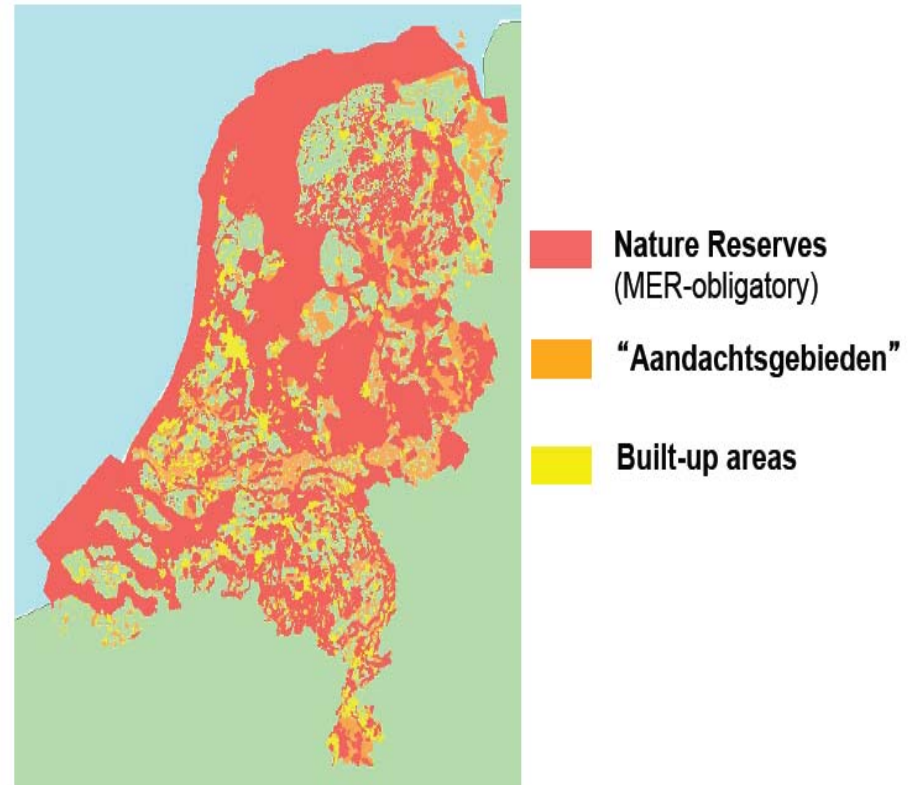 Nature Reserves
(MER-obligatory)
“Aandachtsgebieden”
Built-up areas